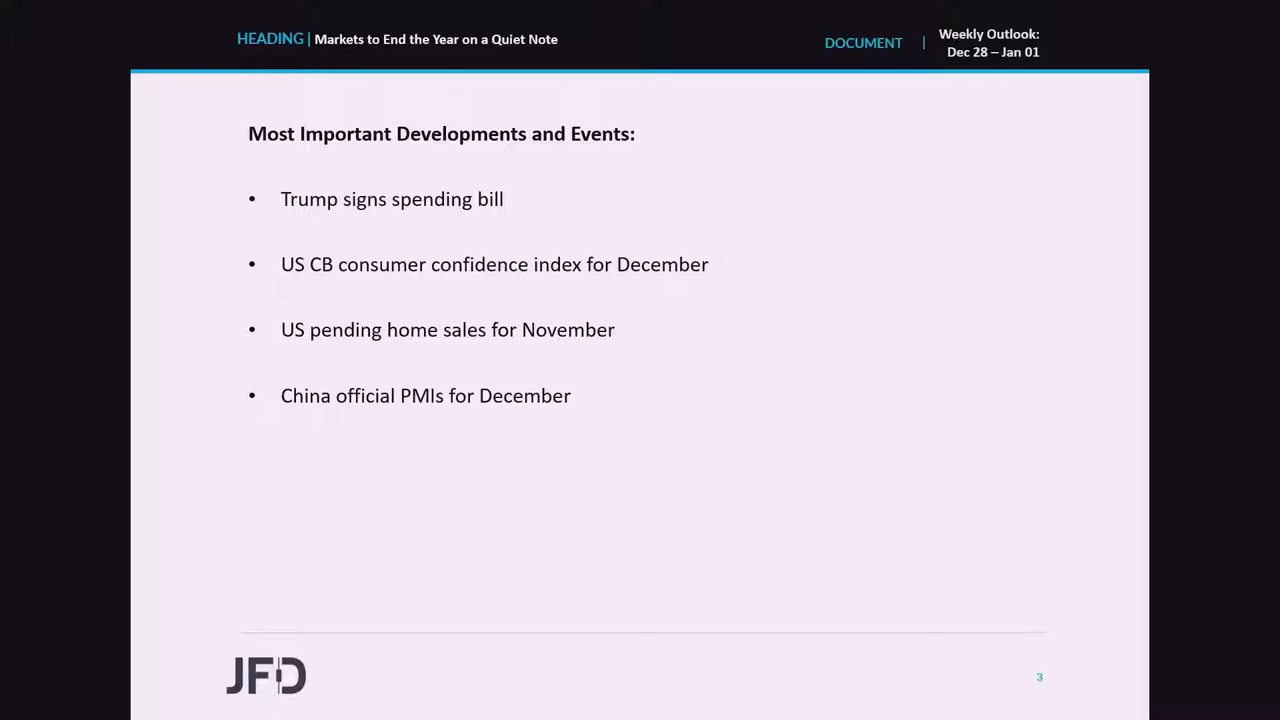 HEADING | Markets to End the Year on a Quiet Note
DOCUMENT | Weekly Outlook:
Dec 28 – Jan 01
Most Important Developments and Events:
• Trump signs spending bill
• US CB consumer confidence index for December
• US pending home sales for November
• China official PMIs for December
JFD
3